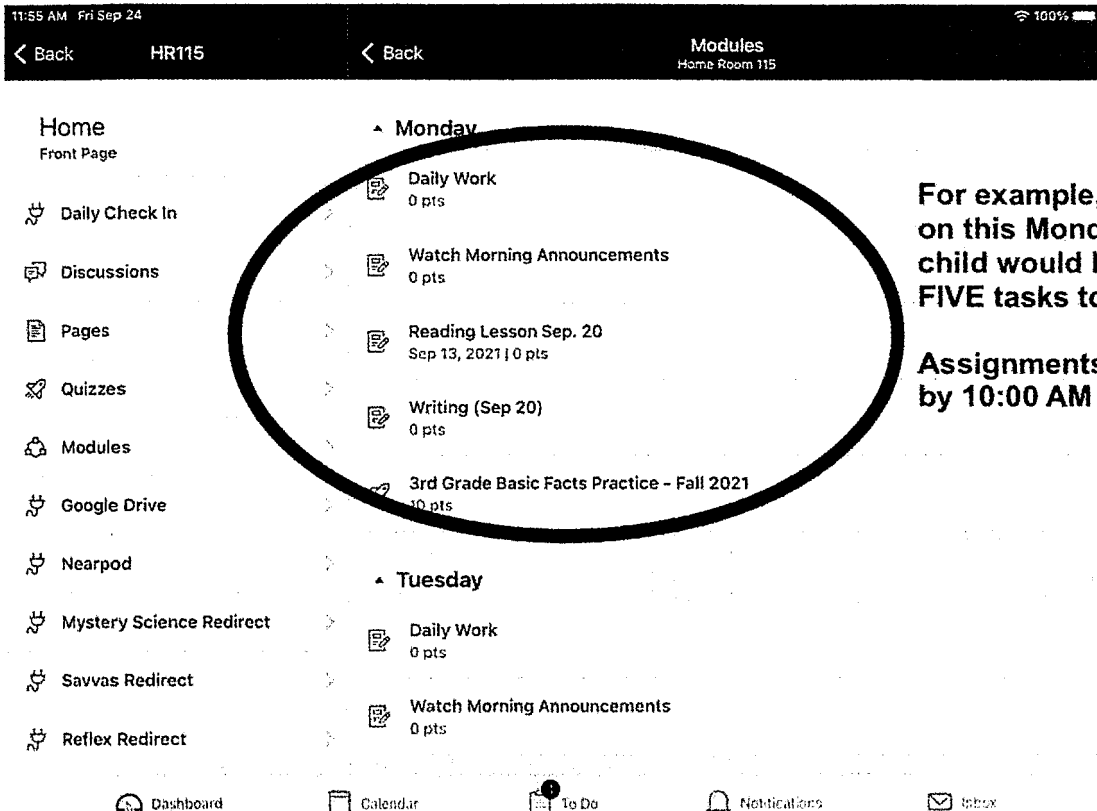 11:55 AM Fri Sep 24
100%
Back
HR115
Back
Modules
Home Room 115
Home
Front Page
Daily Check In
Discussions
Pages
Quizzes
Modules
Google Drive
Nearpod
Mystery Science Redirect
Savvas Redirect
Reflex Redirect
Monday
Daily Work
0 pts
Watch Morning Announcements
0 pts
Reading Lesson Sep. 20
Sep 13, 2021 | 0 pts
Writing (Sep 20)
0 pts
3rd Grade Basic Facts Practice - Fall 2021
10 pts
Tuesday
Daily Work
0 pts
Watch Morning Announcements
0 pts
For example,
on this Mond
child would
FIVE tasks to
Assignments
by 10:00 AM
Dashboard
Calendar
To Do
Notifications
Inbox